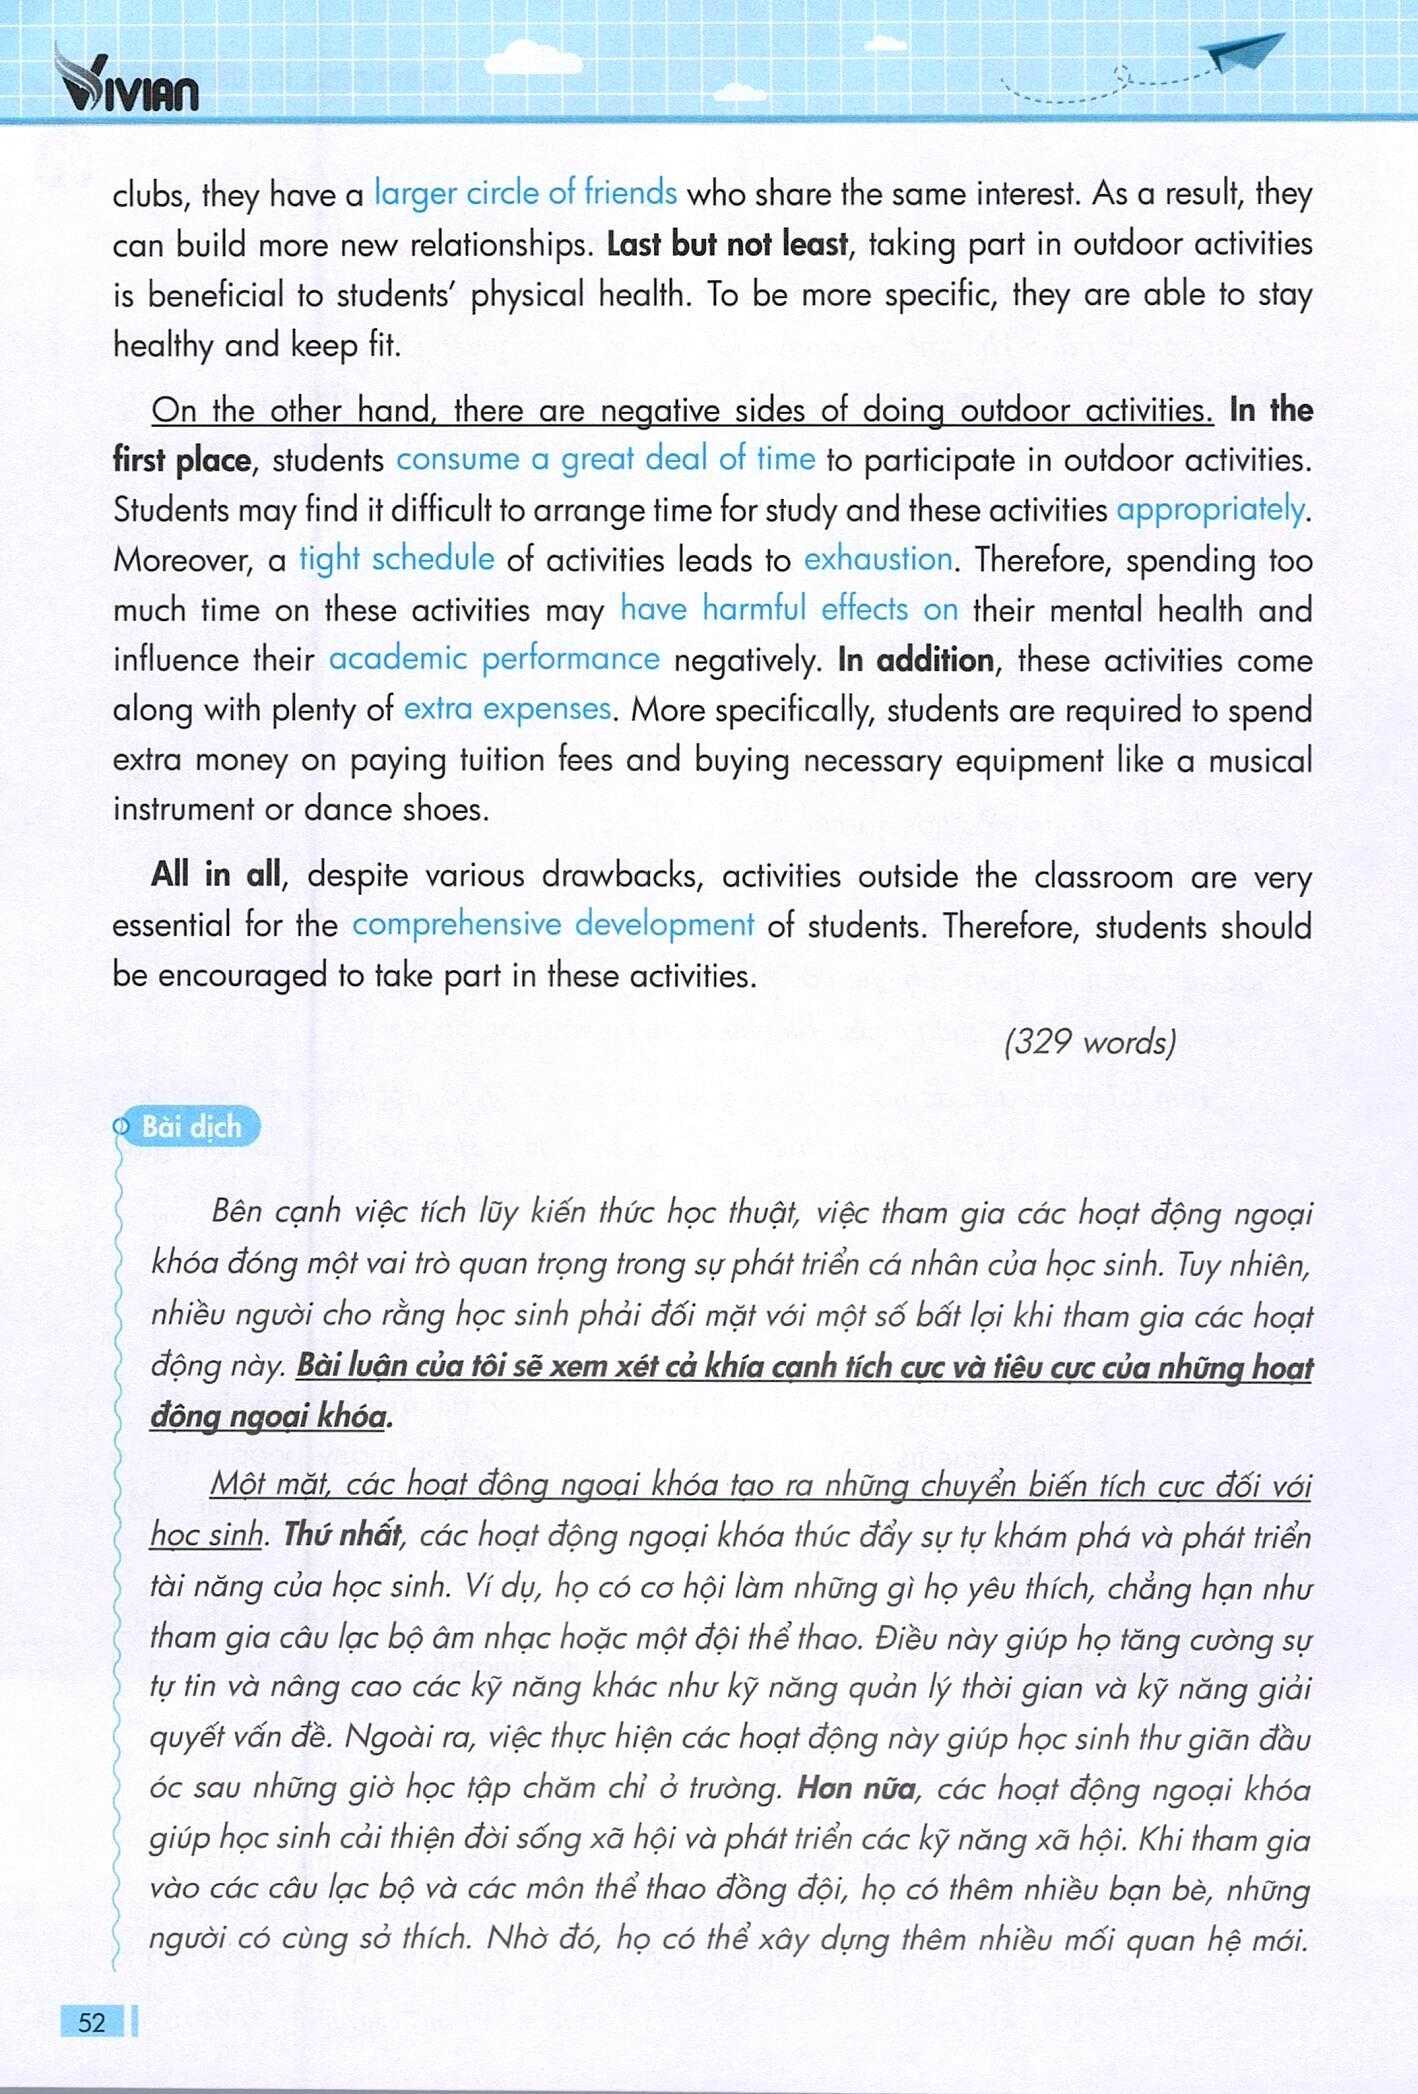 VIVIAN
clubs, they have a larger circle of friends who share the same interest. As a result, they
can build more new relationships. Last but not least, taking part in outdoor activities
is beneficial to students' physical health. To be more specific, they are able to stay
healthy and keep fit.
On the other hand, there are negative sides of doing outdoor activities. In the
first place, students consume a great deal of time to participate in outdoor activities.
Students may find it difficult to arrange time for study and these activities appropriately.
Moreover, a tight schedule of activities leads to exhaustion. Therefore, spending too
much time on these activities may have harmful effects on their mental health and
influence their academic performance negatively. In addition, these activities come
along with plenty of extra expenses. More specifically, students are required to spend
extra money on paying tuition fees and buying necessary equipment like a musical
instrument or dance shoes.
All in all, despite various drawbacks, activities outside the classroom are very
essential for the comprehensive development of students. Therefore, students should
be encouraged to take part in these activities.
(329 words)
Bài dịch
Bên cạnh việc tích lũy kiến thức học thuật, việc tham gia các hoạt động ngoại
khóa đóng một vai trò quan trọng trong sự phát triển cá nhân của học sinh. Tuy nhiên,
nhiều người cho rằng học sinh phải đối mặt với một số bất lợi khi tham gia các hoạt
động này. Bài luận của tôi sẽ xem xét cả khía cạnh tích cực và tiêu cực của những hoạt
động ngoại khóa.
Một mặt, các hoạt động ngoại khóa tạo ra những chuyển biến tích cực đối với
học sinh. Thứ nhất, các hoạt động ngoại khóa thúc đẩy sự tự khám phá và phát triển
tài năng của học sinh. Ví dụ, họ có cơ hội làm những gì họ yêu thích, chẳng hạn như
tham gia câu lạc bộ âm nhạc hoặc một đội thể thao. Điều này giúp họ tăng cường sự
tự tin và nâng cao các kỹ năng khác như kỹ năng quản lý thời gian và kỹ năng giải
quyết vấn đề. Ngoài ra, việc thực hiện các hoạt động này giúp học sinh thư giãn đầu
óc sau những giờ học tập chăm chỉ ở trường. Hơn nữa, các hoạt động ngoại khóa
giúp học sinh cải thiện đời sống xã hội và phát triển các kỹ năng xã hội. Khi tham gia
vào các câu lạc bộ và các môn thể thao đồng đội, họ có thêm nhiều bạn bè, những
người có cùng sở thích. Nhờ đó, họ có thể xây dựng thêm nhiều mối quan hệ mới.
52